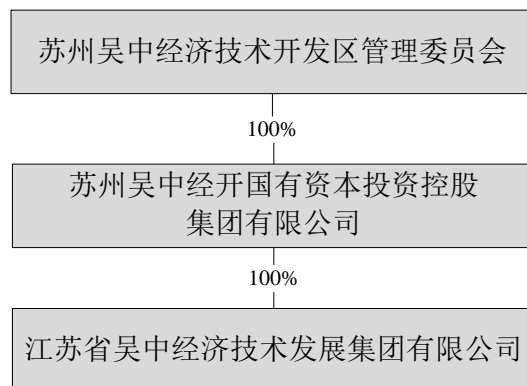 苏州吴中经济技术开发区管理委员会
100%
苏州吴中经开国有资本投资控股
集团有限公司
100%
江苏省吴中经济技术发展集团有限公司